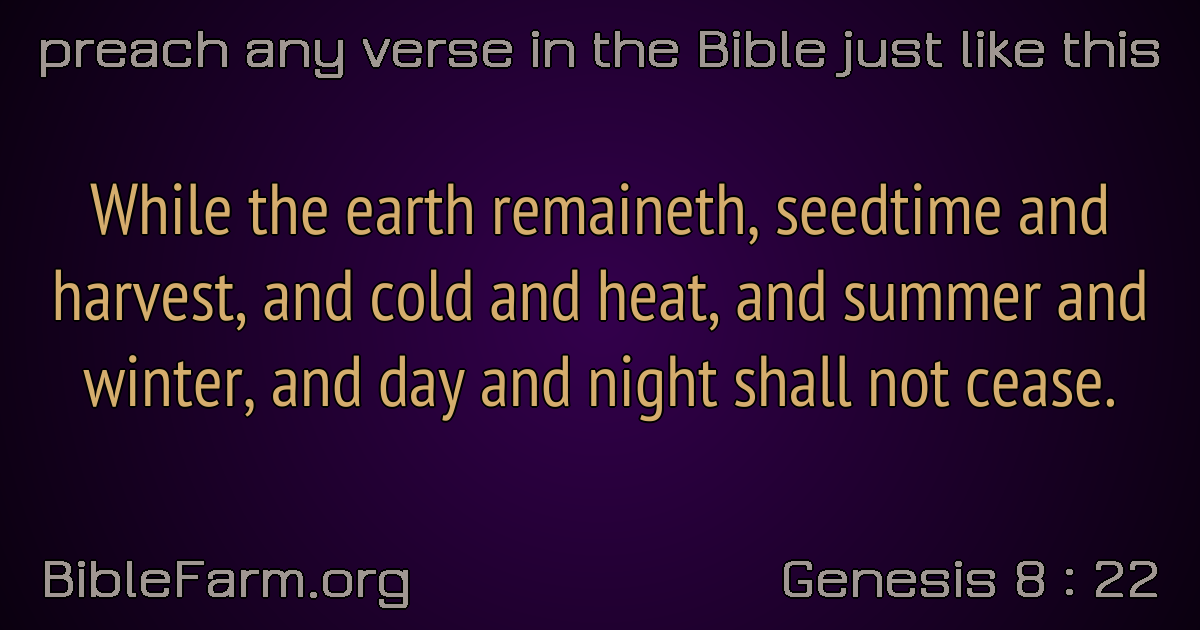 preach any verse in the Bible just like this
While the earth remaineth, seedtime and
harvest, and cold and heat, and summer and
winter, and day and night shall not cease.
BibleFarm.org
Genesis 8 : 22